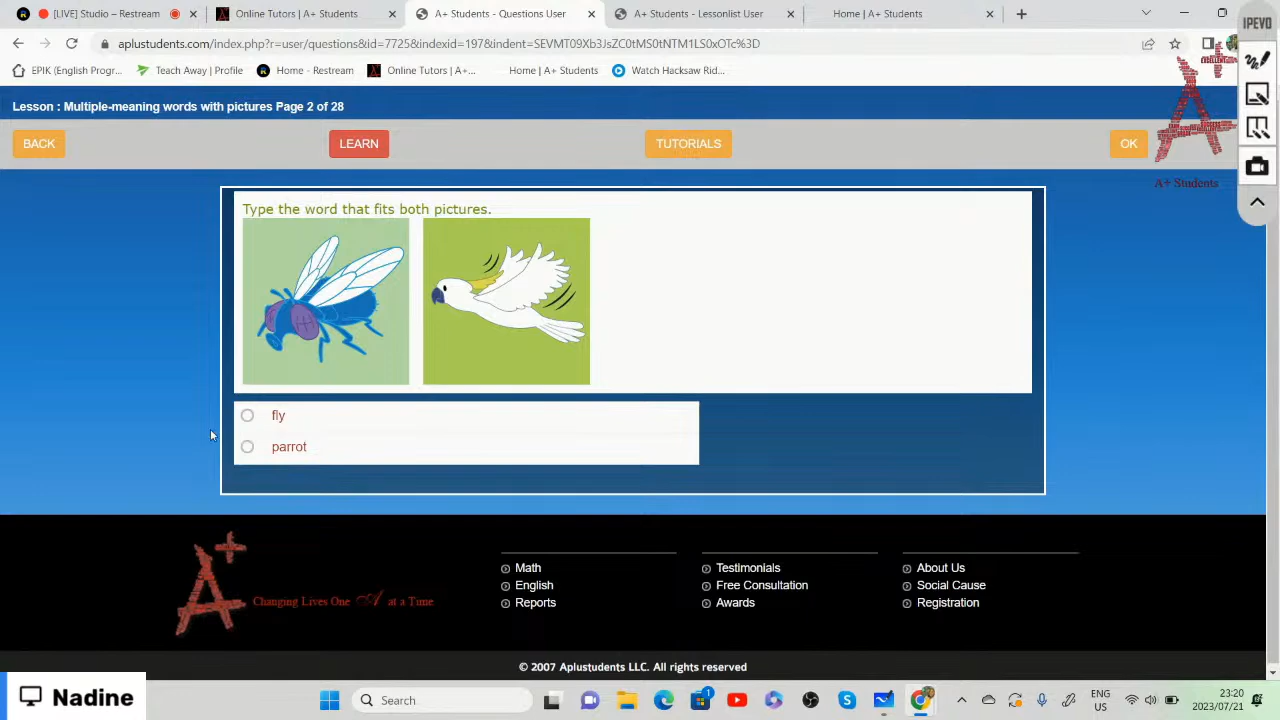 [LIVE] Studio - Restream
Online Tutors | A+ Students
A+ Students - Questions User
A+ Students - Lessonlist User
Home | A+ Students
aplustudents.com/index.php?r=user/questions&id=7725&indexid=197&indent=SEVMT09Xb3JsZC0tMS0tNTM1LS0xOTc%3D
EPIK (English Progr...
Teach Away | Profile
Home - Restream
Online Tutors | A+...
Home | A+ Students
Watch Hacksaw Rid...
IPEVO
Lesson : Multiple-meaning words with pictures Page 2 of 28
BACK
LEARN
TUTORIALS
OK
A+ Students
Type the word that fits both pictures.
fly
parrot
Changing Lives One A at a Time
Math
English
Reports
Testimonials
Free Consultation
Awards
About Us
Social Cause
Registration
© 2007 Aplustudents LLC. All rights reserved
Nadine
Search
1
ENG
US
23:20
2023/07/21